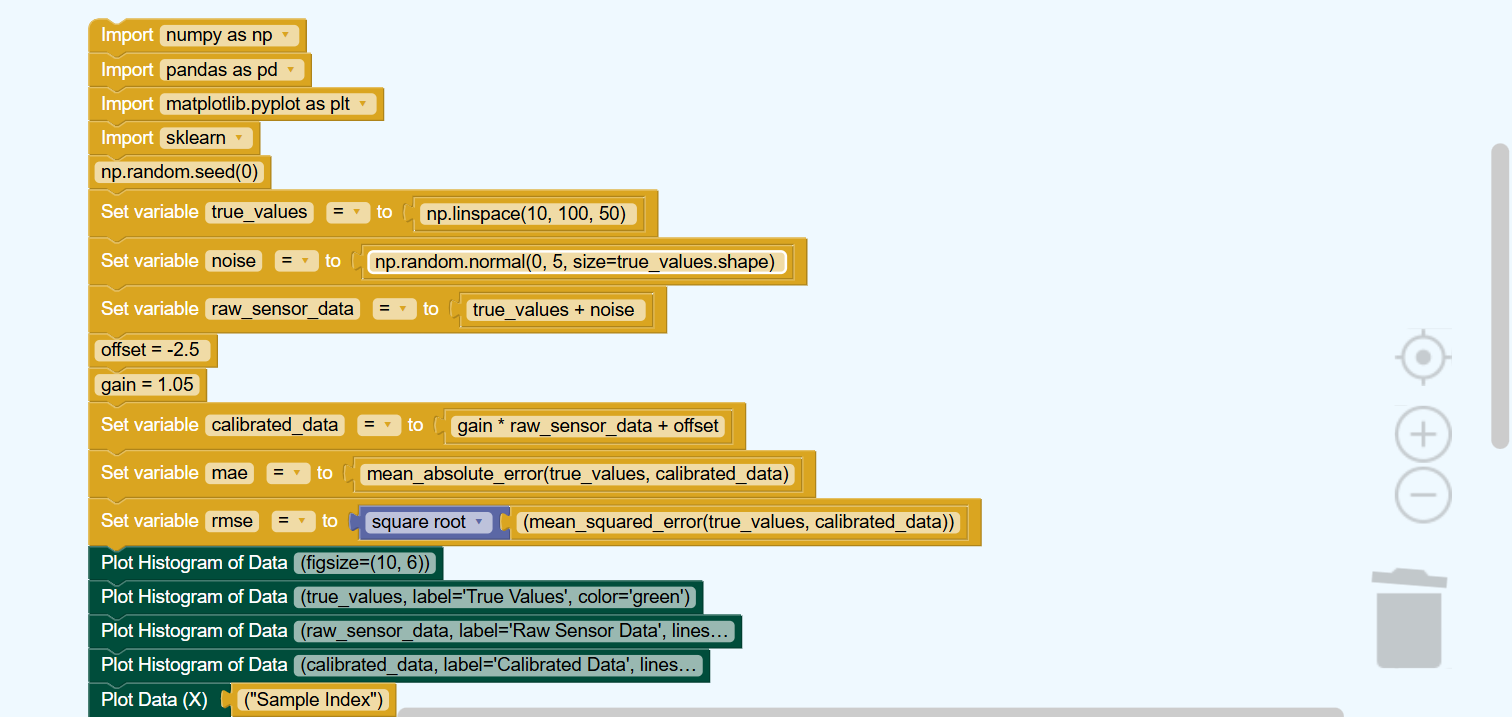 Import numpy as np
Import pandas as pd
Import matplotlib.pyplot as plt
Import sklearn
np.random.seed(0)
Set variable true_values = to np.linspace(10, 100, 50)
Set variable noise = to np.random.normal(0, 5, size=true_values.shape)
Set variable raw_sensor_data = to true_values + noise
offset = -2.5
gain = 1.05
Set variable calibrated_data = to gain * raw_sensor_data + offset
Set variable mae = to mean_absolute_error(true_values, calibrated_data)
Set variable rmse = to square root (mean_squared_error(true_values, calibrated_data))
Plot Histogram of Data (figsize=(10, 6))
Plot Histogram of Data (true_values, label='True Values', color='green')
Plot Histogram of Data (raw_sensor_data, label='Raw Sensor Data', lines...
Plot Histogram of Data (calibrated_data, label='Calibrated Data', lines...
Plot Data (X) ("Sample Index")